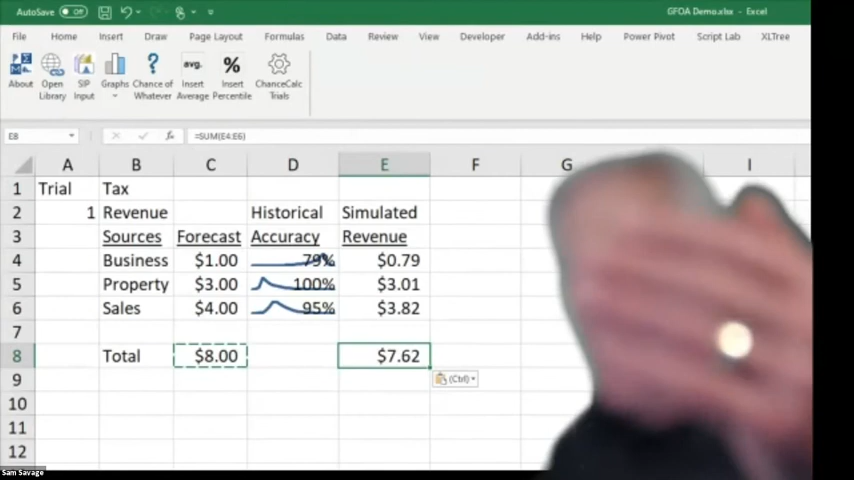 AutoSave Off GFOA Demo.xlsx - Excel
File Home Insert Draw Page Layout Formulas Data Review View Developer Add-ins Help Power Pivot Script Lab XLTree
About Open Library SIP Input Graphs Chance of Whatever Insert Average Insert Percentile ChanceCalc Trials
avg. ? %
E8 fx =SUM(E4:E6)
A B C D E F G I
1 Trial Tax
2 1 Revenue Historical Simulated
3 Sources Forecast Accuracy Revenue
4 Business $1.00 79% $0.79
5 Property $3.00 100% $3.01
6 Sales $4.00 95% $3.82
7
8 Total $8.00 $7.62
9 (Ctrl)
10
11
12
Sam Savage